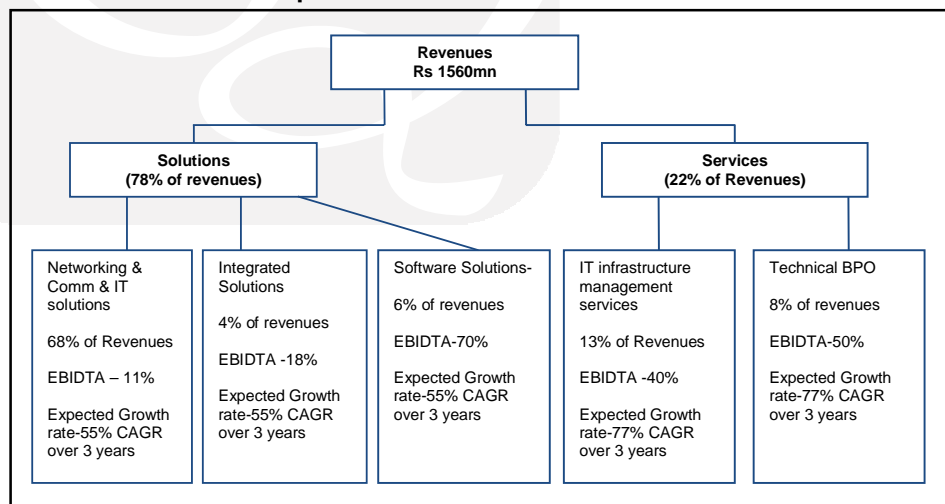 Revenues
Rs 1560mn
Solutions
(78% of revenues)
Services
(22% of Revenues)
Networking &
Comm & IT
solutions
68% of Revenues
EBIDTA – 11%
Expected Growth
rate-55% CAGR
over 3 years
Integrated
Solutions
4% of revenues
EBIDTA -18%
Expected Growth
rate-55% CAGR
over 3 years
Software Solutions-
6% of revenues
EBIDTA-70%
Expected Growth
rate-55% CAGR
over 3 years
IT infrastructure
management
services
13% of Revenues
EBIDTA -40%
Expected Growth
rate-77% CAGR
over 3 years
Technical BPO
8% of revenues
EBIDTA-50%
Expected Growth
rate-77% CAGR
over 3 years